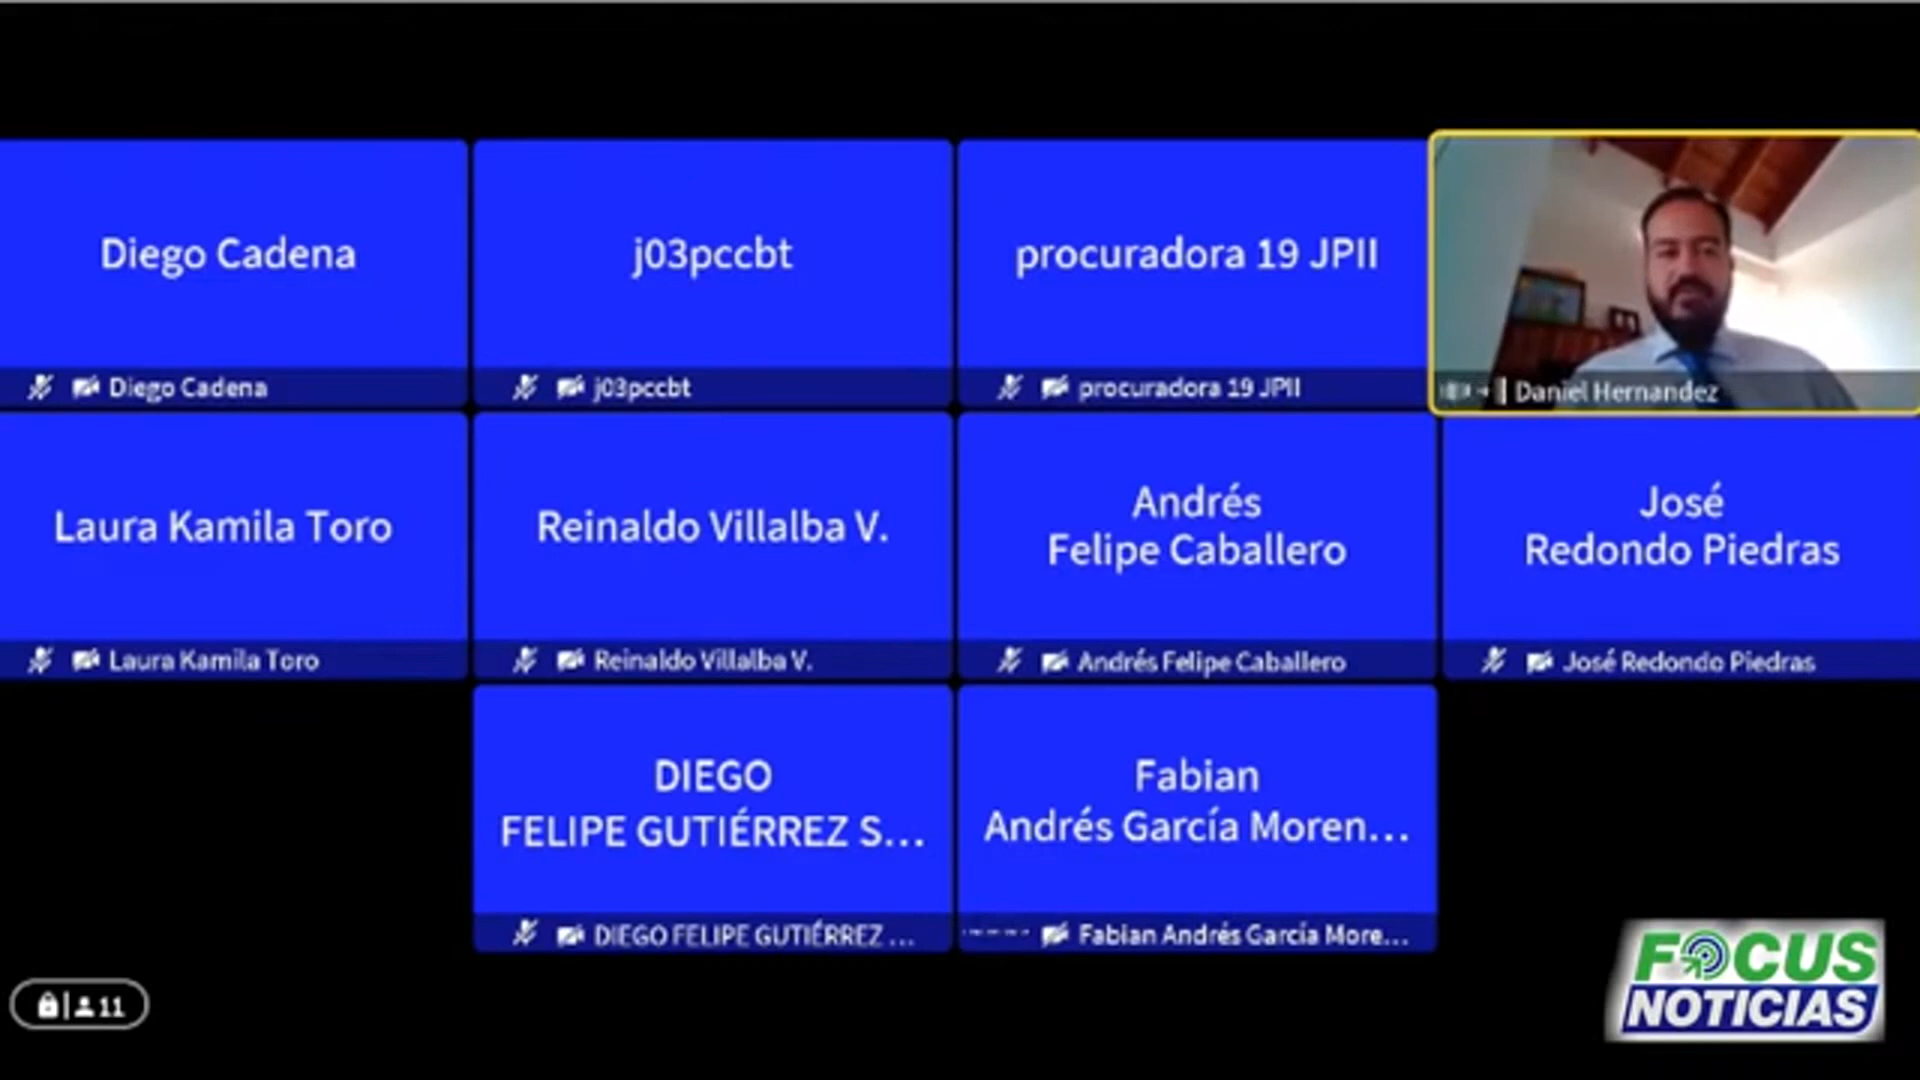 Diego Cadena
Diego Cadena
j03pccbt
j03pccbt
procuradora 19 JPII
procuradora 19 JPII
Daniel Hernandez
Laura Kamila Toro
Laura Kamila Toro
Reinaldo Villalba V.
Reinaldo Villalba V.
Andrés
Felipe Caballero
Andrés Felipe Caballero
José
Redondo Piedras
José Redondo Piedras
DIEGO
FELIPE GUTIÉRREZ S...
DIEGO FELIPE GUTIÉRREZ ...
Fabian
Andrés García Moren...
Fabian Andrés García More...
11
FOCUS
NOTICIAS